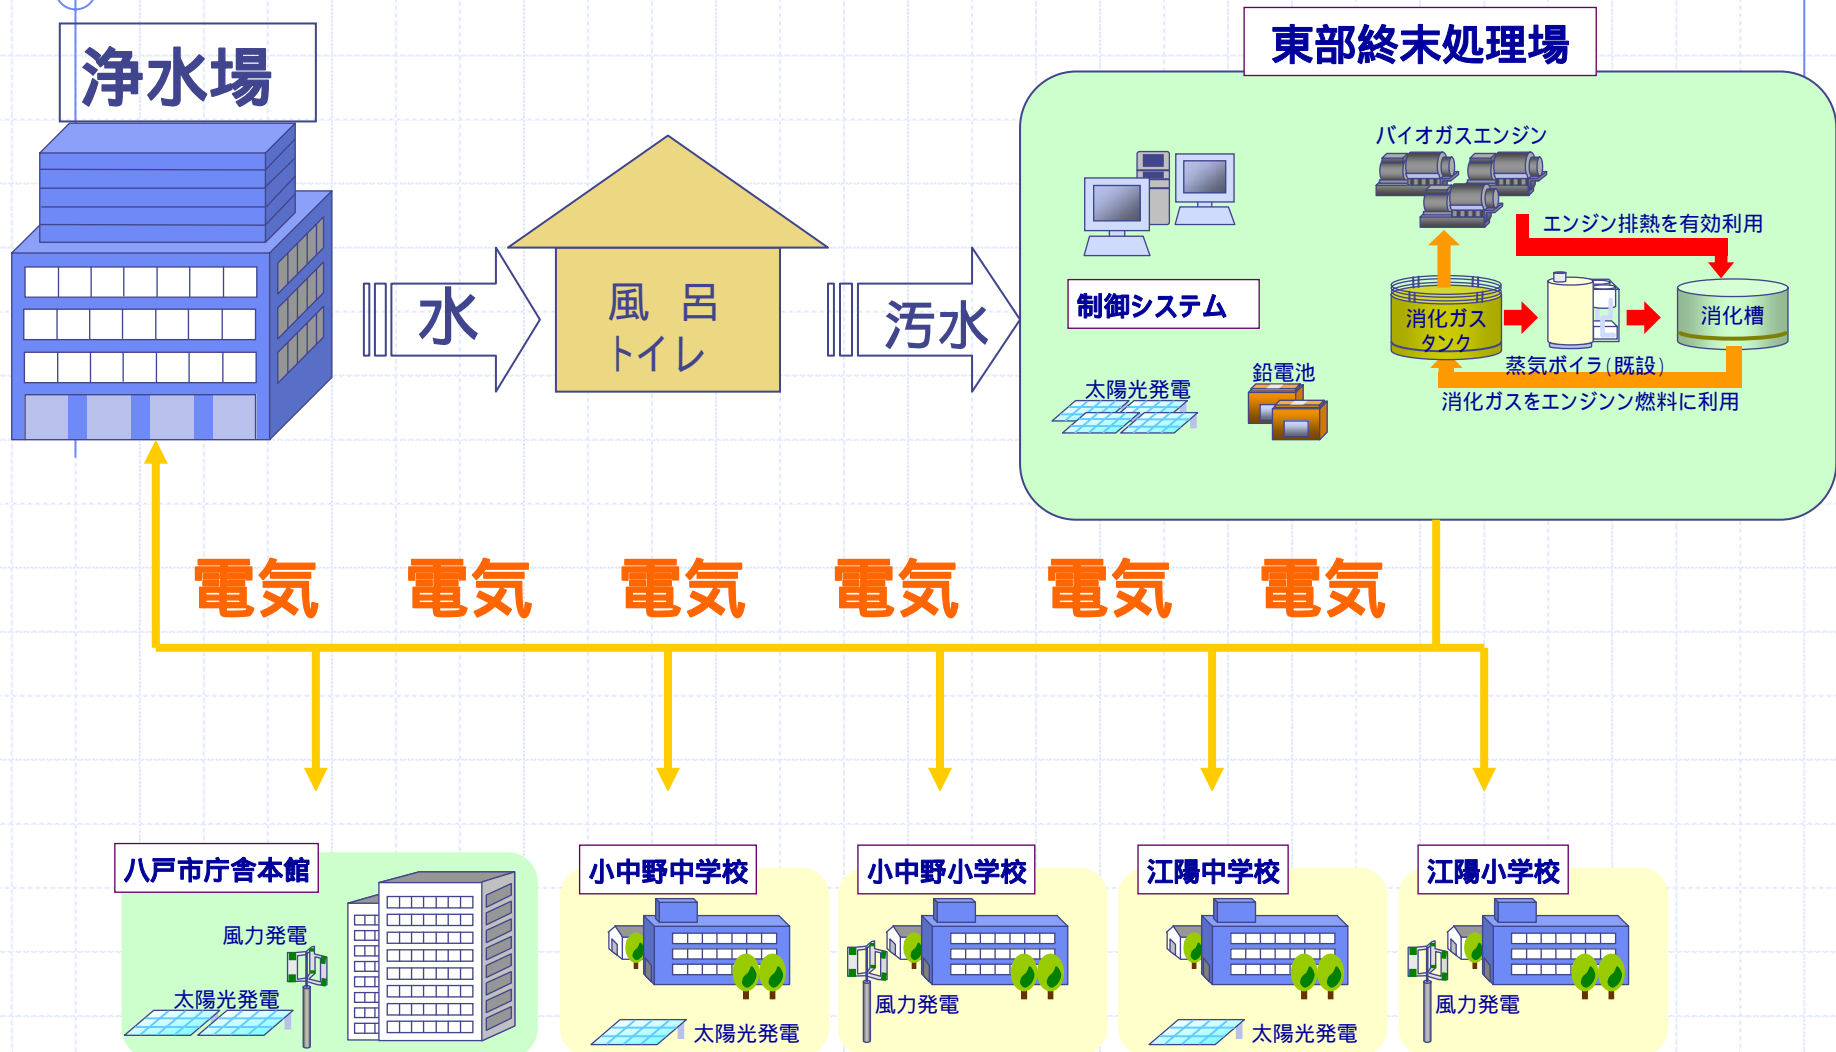 浄水場
東部終末処理場
バイオガスエンジン
エンジン排熱を有効利用
水
風 呂
トイレ
汚水
制御システム
消化ガス
タンク
消化槽
蒸気ボイラ(既設)
太陽光発電
鉛電池
消化ガスをエンジンン燃料に利用
電気 電気 電気 電気 電気 電気
八戸市庁舎本館
小中野中学校
小中野小学校
江陽中学校
江陽小学校
風力発電
太陽光発電
太陽光発電
風力発電
太陽光発電
風力発電